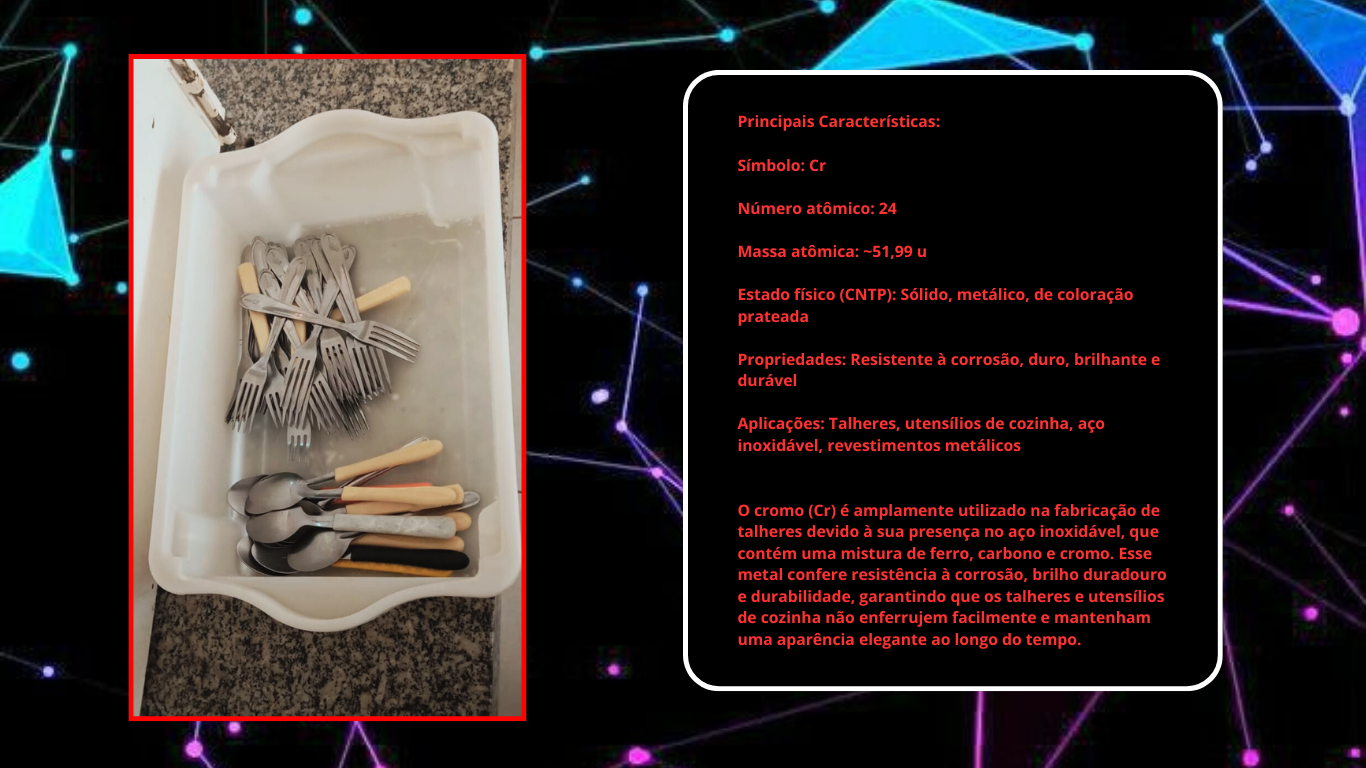 Principais Características:
Símbolo: Cr
Número atômico: 24
Massa atômica: ~51,99 u
Estado físico (CNTP): Sólido, metálico, de coloração
prateada
Propriedades: Resistente à corrosão, duro, brilhante e
durável
Aplicações: Talheres, utensílios de cozinha, aço
inoxidável, revestimentos metálicos
O cromo (Cr) é amplamente utilizado na fabricação de
talheres devido à sua presença no aço inoxidável, que
contém uma mistura de ferro, carbono e cromo. Esse
metal confere resistência à corrosão, brilho duradouro
e durabilidade, garantindo que os talheres e utensílios
de cozinha não enferrujem facilmente e mantenham
uma aparência elegante ao longo do tempo.